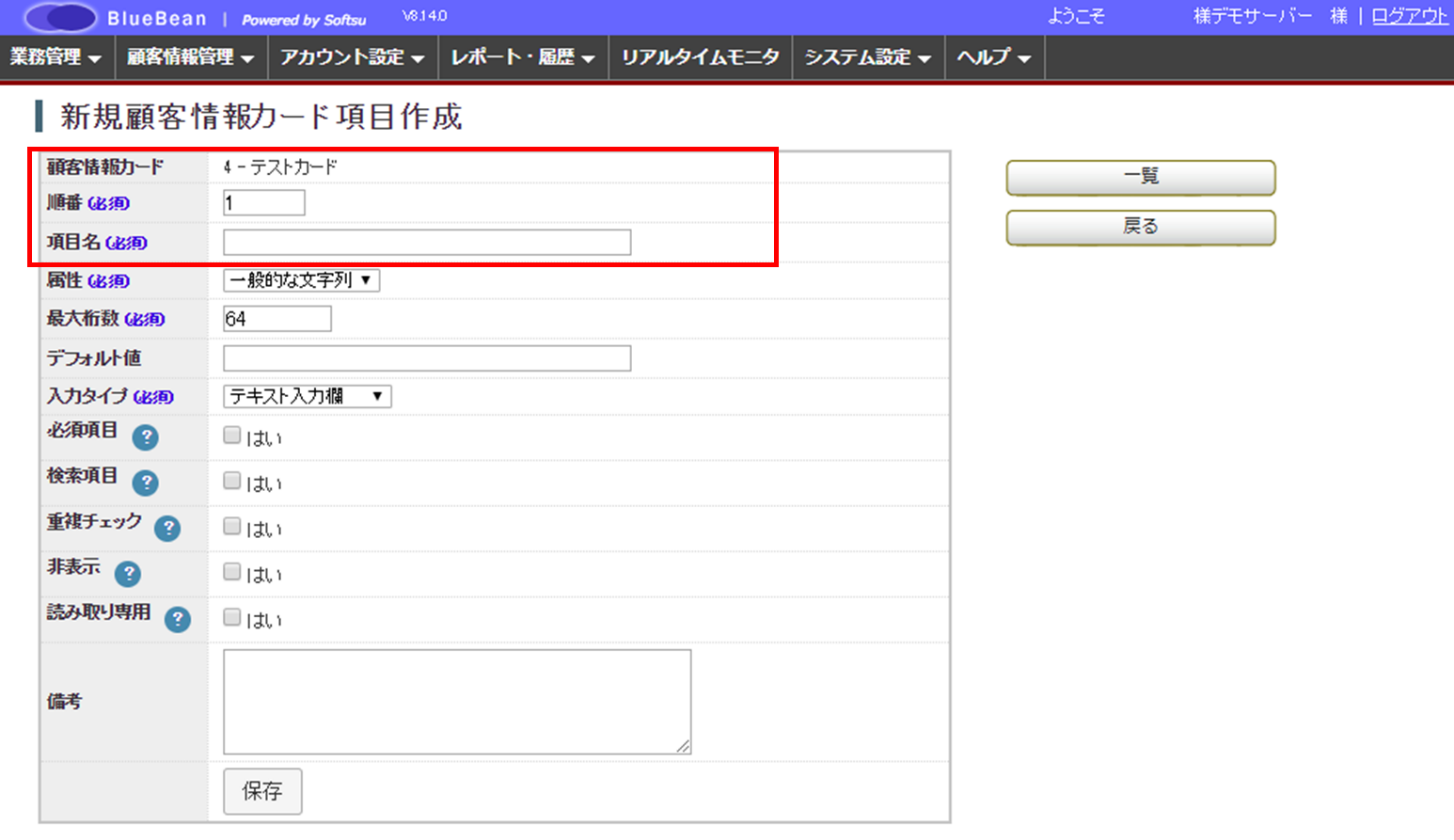 BlueBean | Powered by Softsu V8.14.0 ようこそ 様デモサーバー 様 | ログアウト
業務管理 顧客情報管理 アカウント設定 レポート・履歴 リアルタイムモニタ システム設定 ヘルプ
新規顧客情報カード項目作成
顧客情報カード 4 - テストカード
一覧
順番 (必須) 1
戻る
項目名 (必須)
属性 (必須) 一般的な文字列
最大桁数 (必須) 64
デフォルト値
入力タイプ (必須) テキスト入力欄
必須項目 ? はい
検索項目 ? はい
重複チェック ? はい
非表示 ? はい
読み取り専用 ? はい
備考
保存